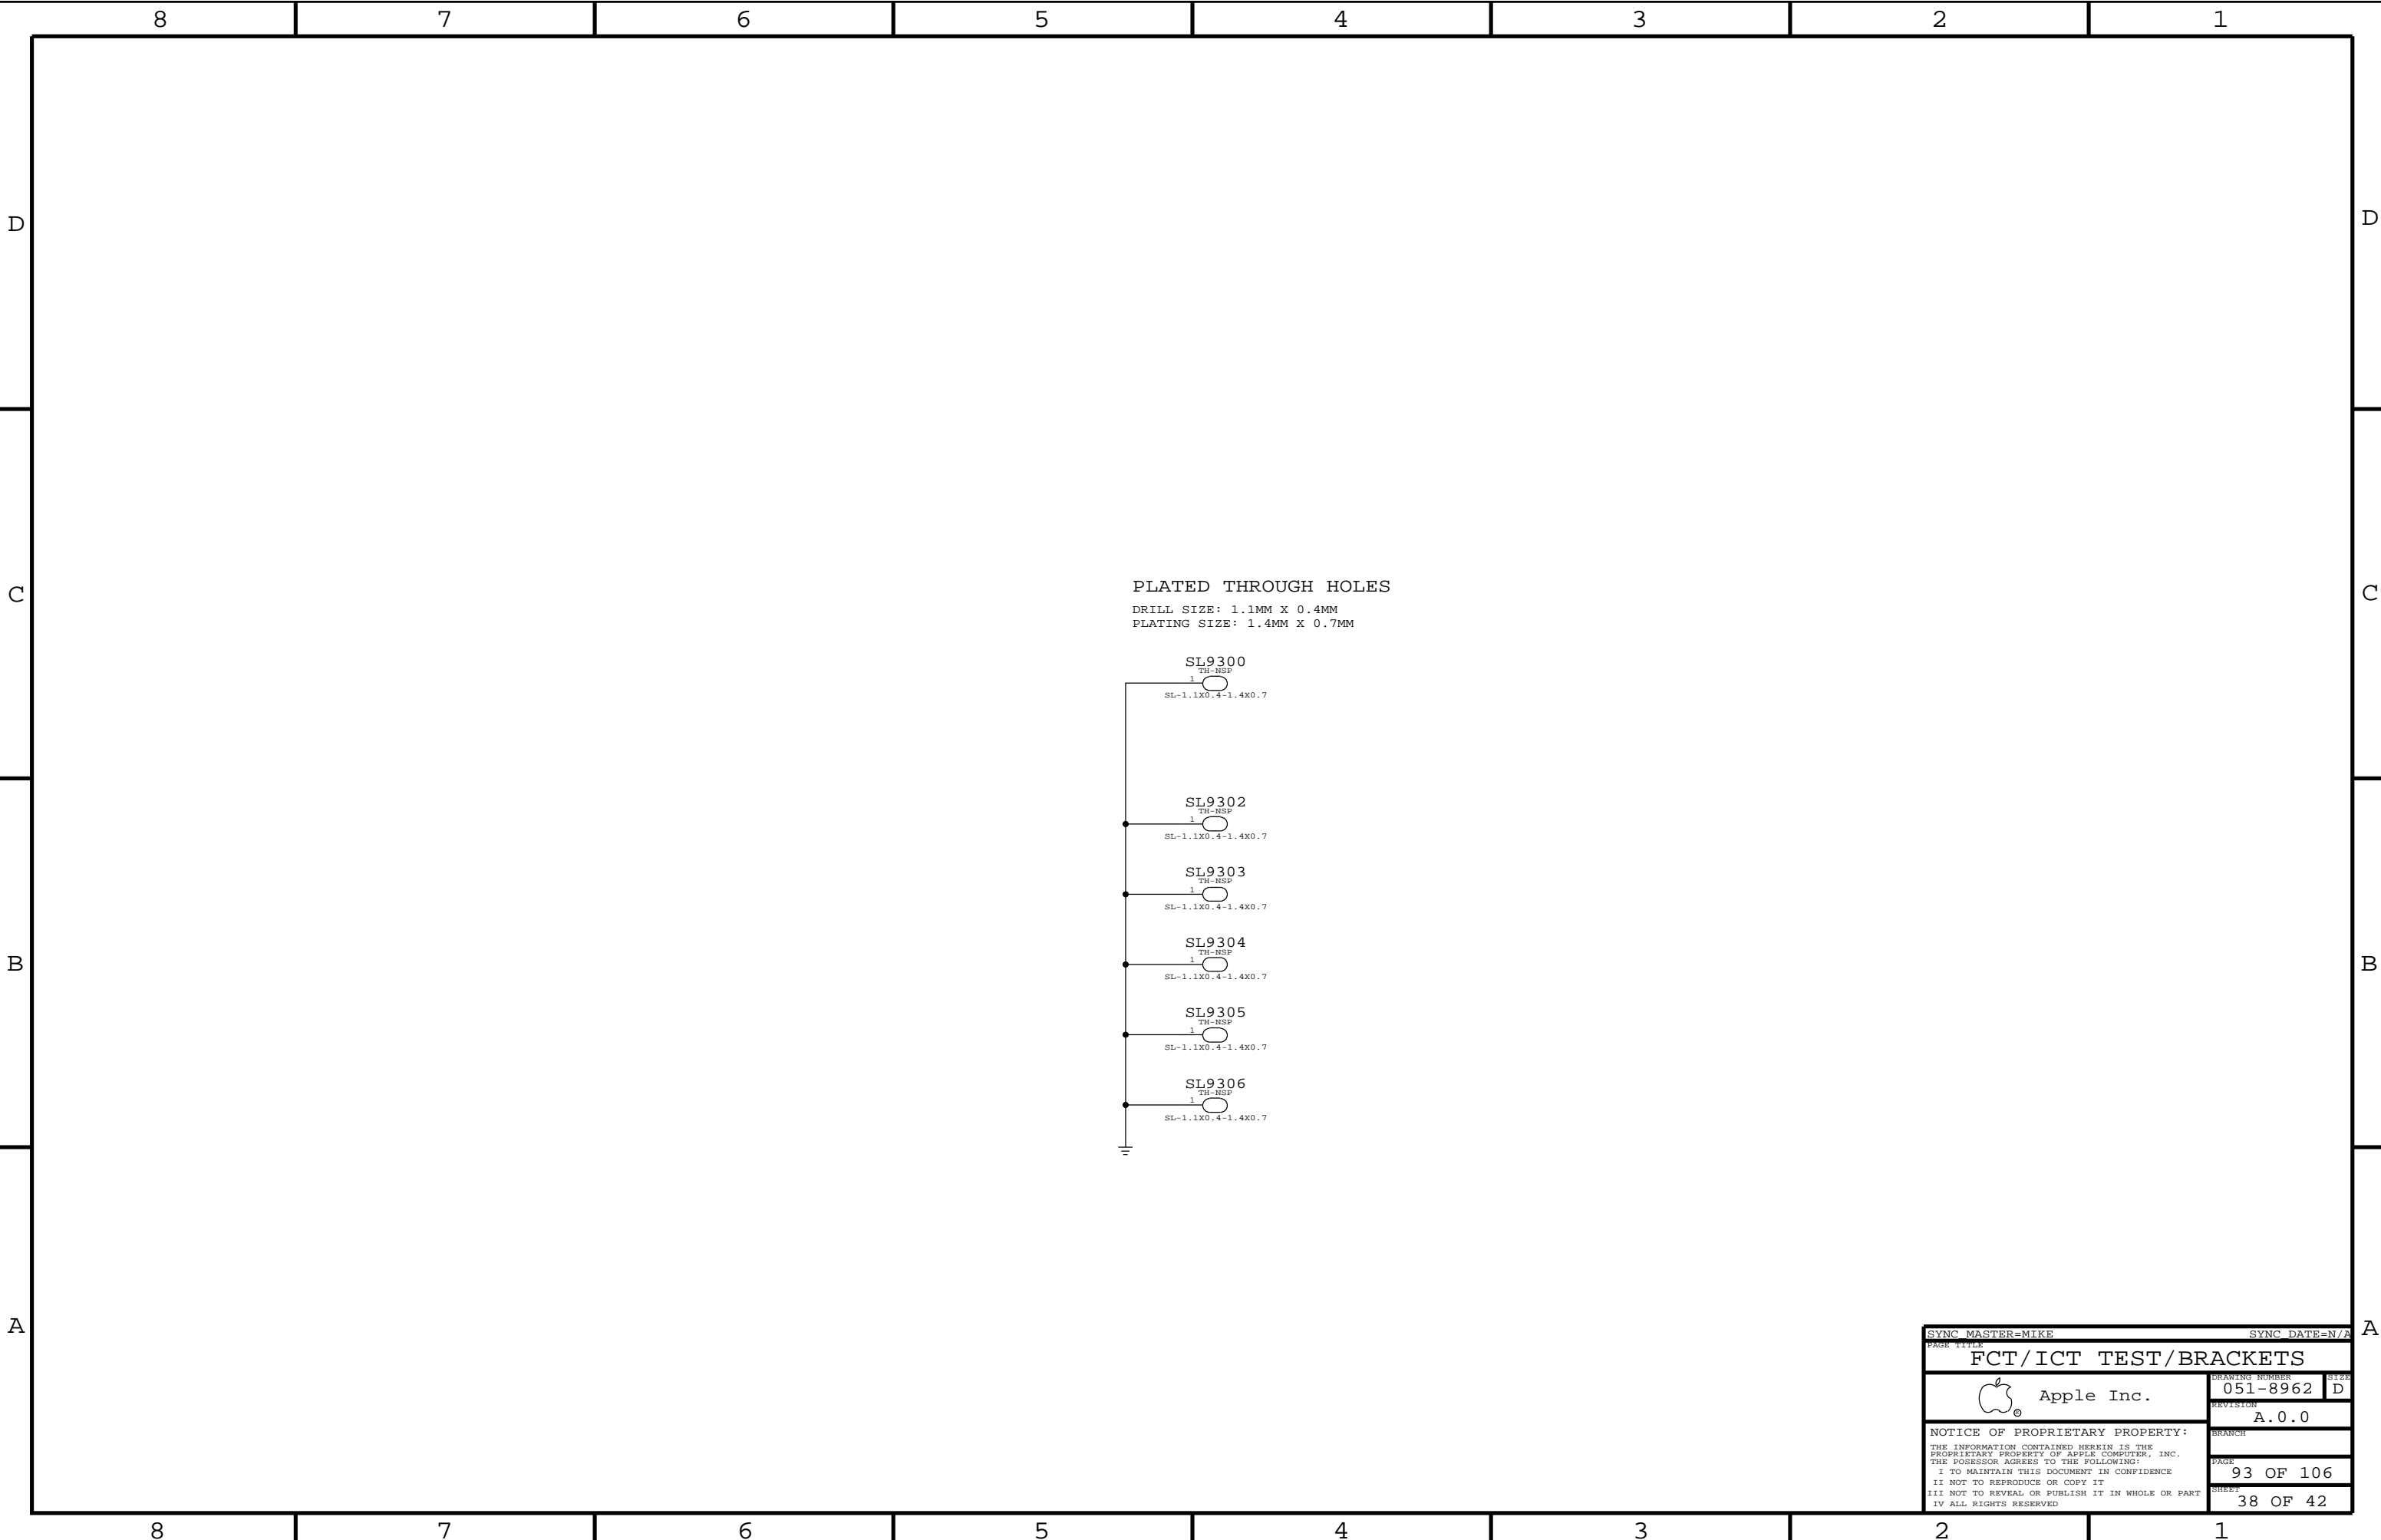 8 7 6 5 4 3 2 1
D D
C C
PLATED THROUGH HOLES
DRILL SIZE: 1.1MM X 0.4MM
PLATING SIZE: 1.4MM X 0.7MM
SL9300
TH-NSP
1
SL-1.1X0.4-1.4X0.7
SL9302
TH-NSP
1
SL-1.1X0.4-1.4X0.7
SL9303
TH-NSP
1
SL-1.1X0.4-1.4X0.7
B B
SL9304
TH-NSP
1
SL-1.1X0.4-1.4X0.7
SL9305
TH-NSP
1
SL-1.1X0.4-1.4X0.7
SL9306
TH-NSP
1
SL-1.1X0.4-1.4X0.7
A A
SYNC_MASTER=MIKE SYNC_DATE=N/A
PAGE TITLE
FCT/ICT TEST/BRACKETS
Apple Inc.
®
DRAWING NUMBER
051-8962
SIZE
D
REVISION
A.0.0
NOTICE OF PROPRIETARY PROPERTY:
THE INFORMATION CONTAINED HEREIN IS THE
PROPRIETARY PROPERTY OF APPLE COMPUTER, INC.
THE POSESSOR AGREES TO THE FOLLOWING:
I TO MAINTAIN THIS DOCUMENT IN CONFIDENCE
II NOT TO REPRODUCE OR COPY IT
III NOT TO REVEAL OR PUBLISH IT IN WHOLE OR PART
IV ALL RIGHTS RESERVED
BRANCH
PAGE
93 OF 106
SHEET
38 OF 42
8 7 6 5 4 3 2 1